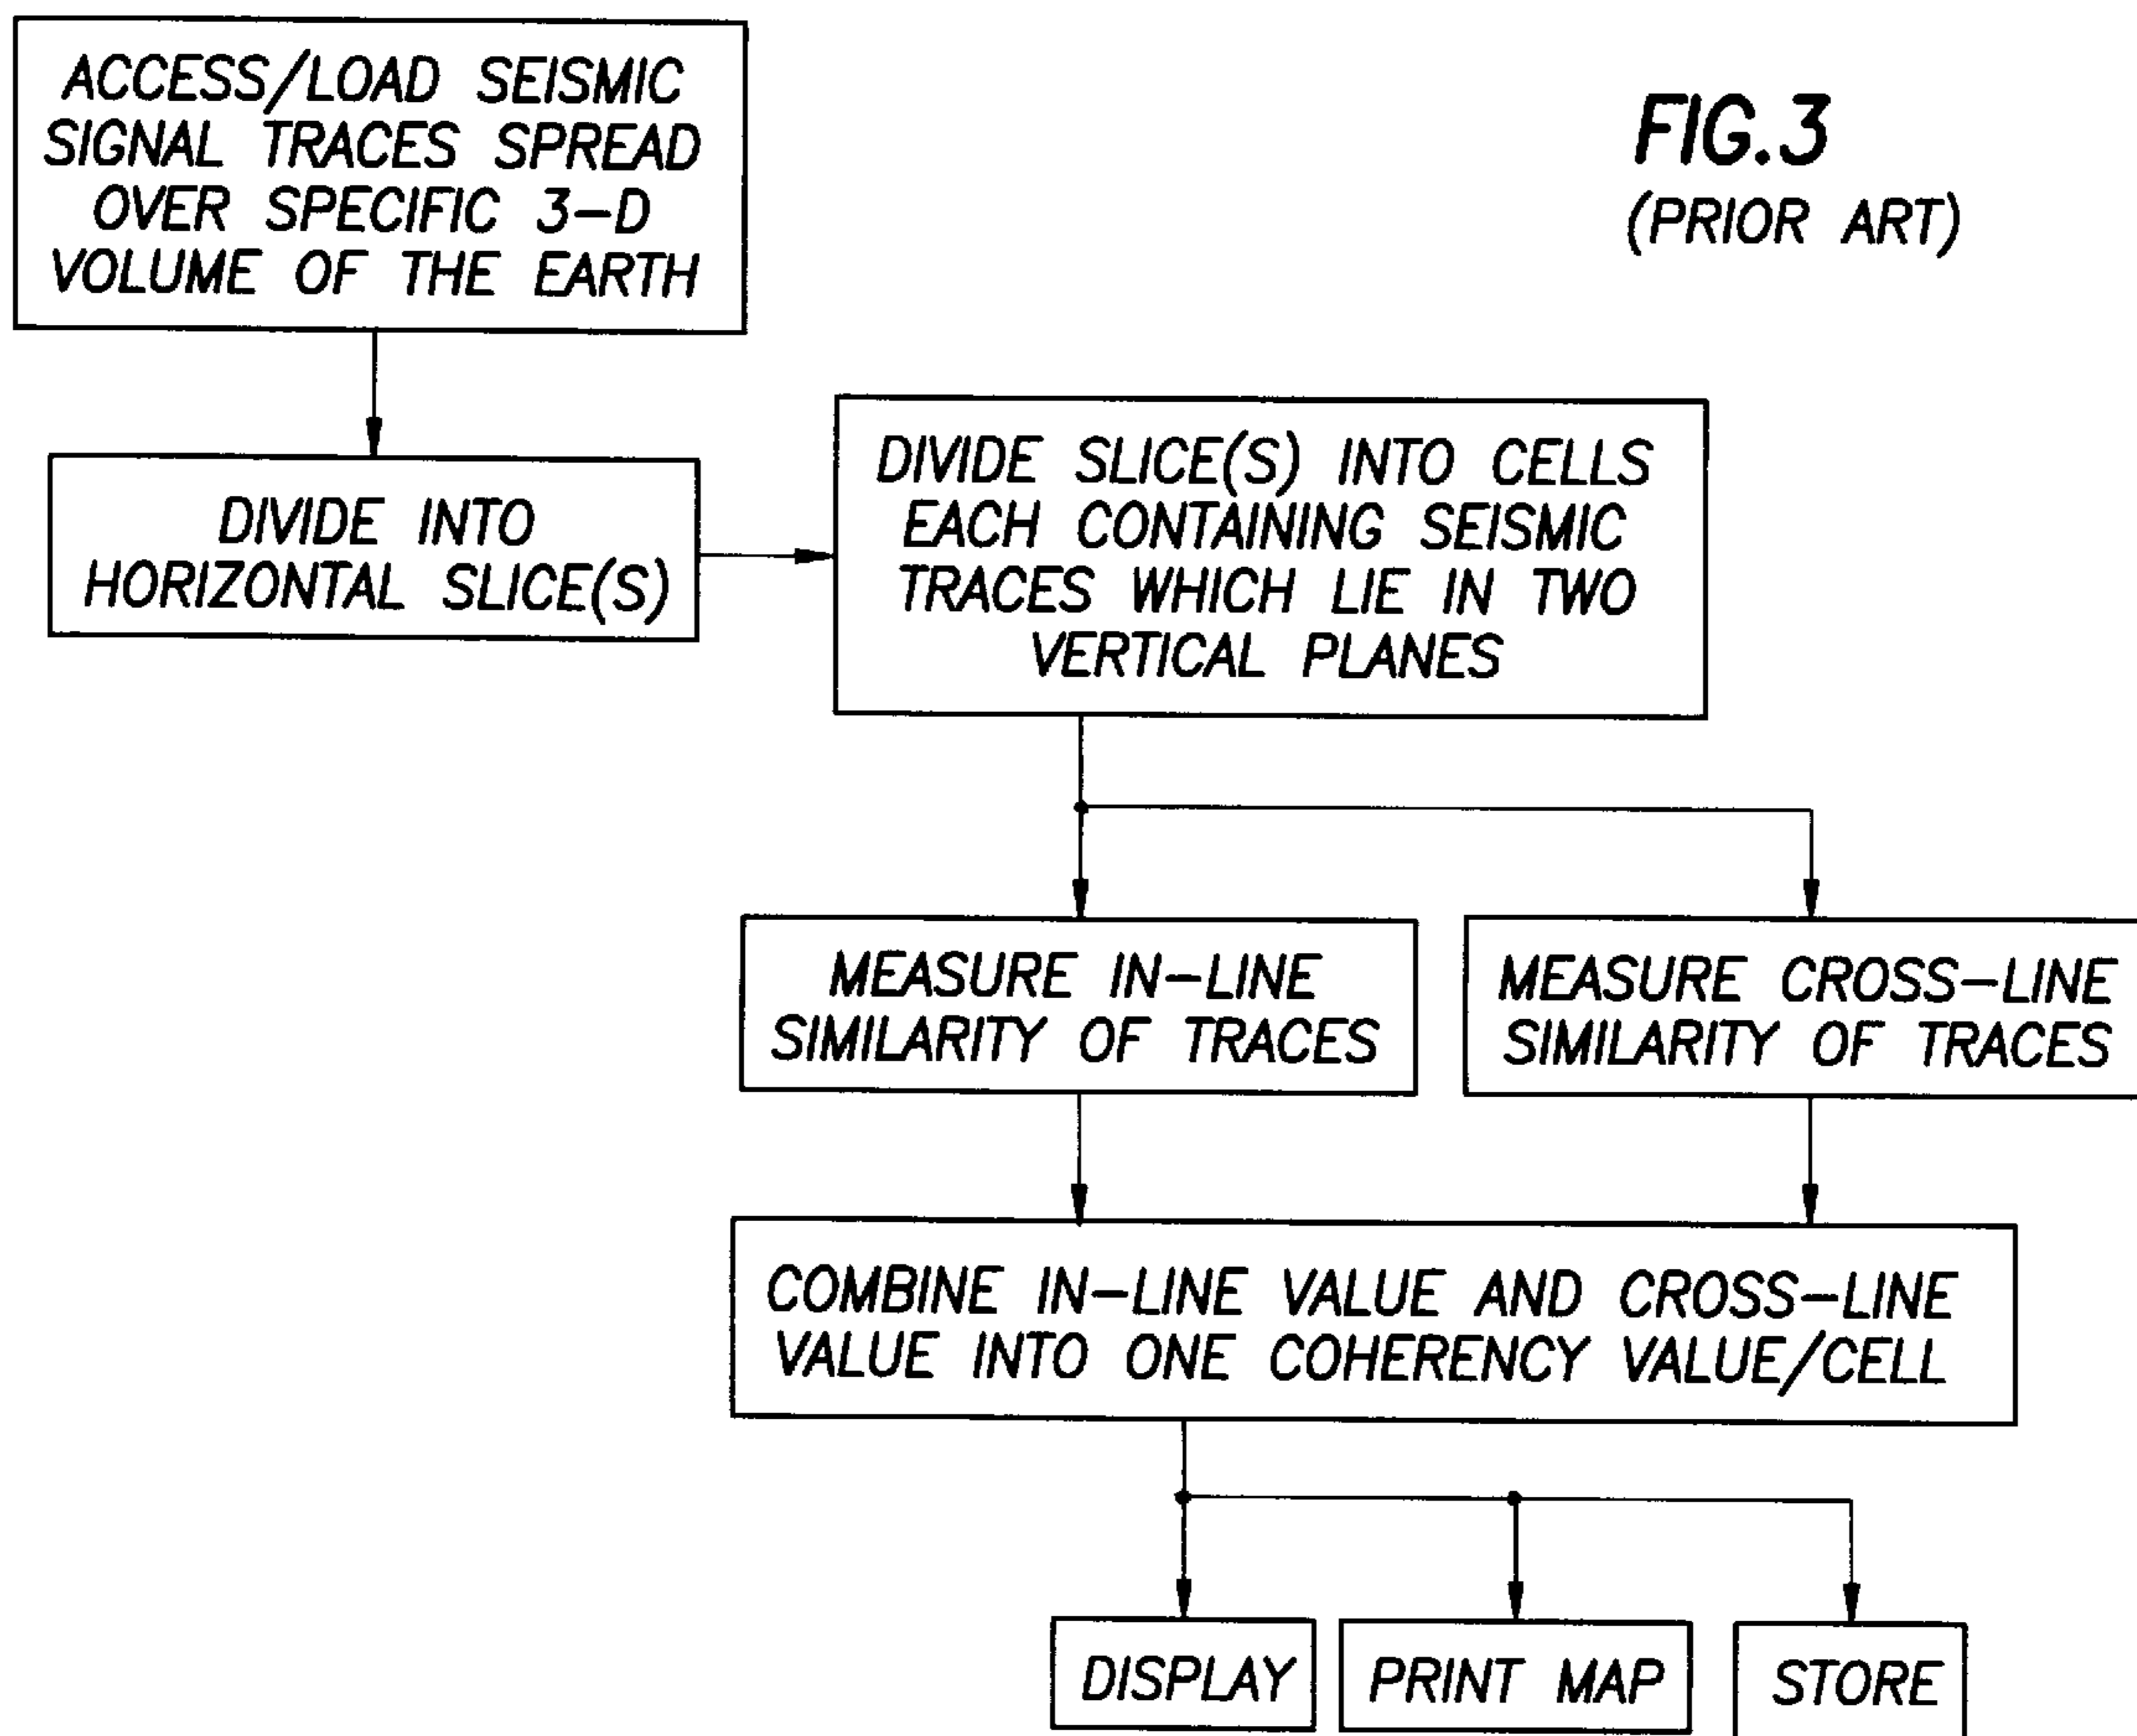 ACCESS/LOAD SEISMIC
SIGNAL TRACES SPREAD
OVER SPECIFIC 3-D
VOLUME OF THE EARTH
FIG.3
(PRIOR ART)
DIVIDE INTO
HORIZONTAL SLICE(S)
DIVIDE SLICE(S) INTO CELLS
EACH CONTAINING SEISMIC
TRACES WHICH LIE IN TWO
VERTICAL PLANES
MEASURE IN-LINE
SIMILARITY OF TRACES
MEASURE CROSS-LINE
SIMILARITY OF TRACES
COMBINE IN-LINE VALUE AND CROSS-LINE
VALUE INTO ONE COHERENCY VALUE/CELL
DISPLAY
PRINT MAP
STORE